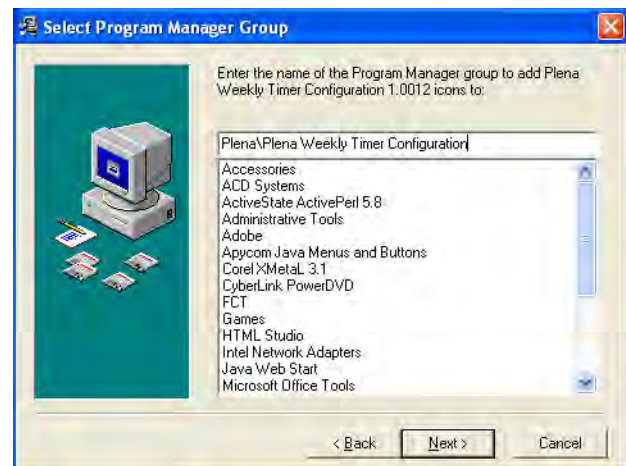 Select Program Manager Group
Enter the name of the Program Manager group to add Plena
Weekly Timer Configuration 1.0012 icons to:
Plena\Plena Weekly Timer Configuration
Accessories
ACD Systems
ActiveState ActivePerl 5.8
Administrative Tools
Adobe
Apycom Java Menus and Buttons
Corel XMetaL 3.1
CyberLink PowerDVD
FCT
Games
HTML Studio
Intel Network Adapters
Java Web Start
Microsoft Office Tools
< Back
Next >
Cancel